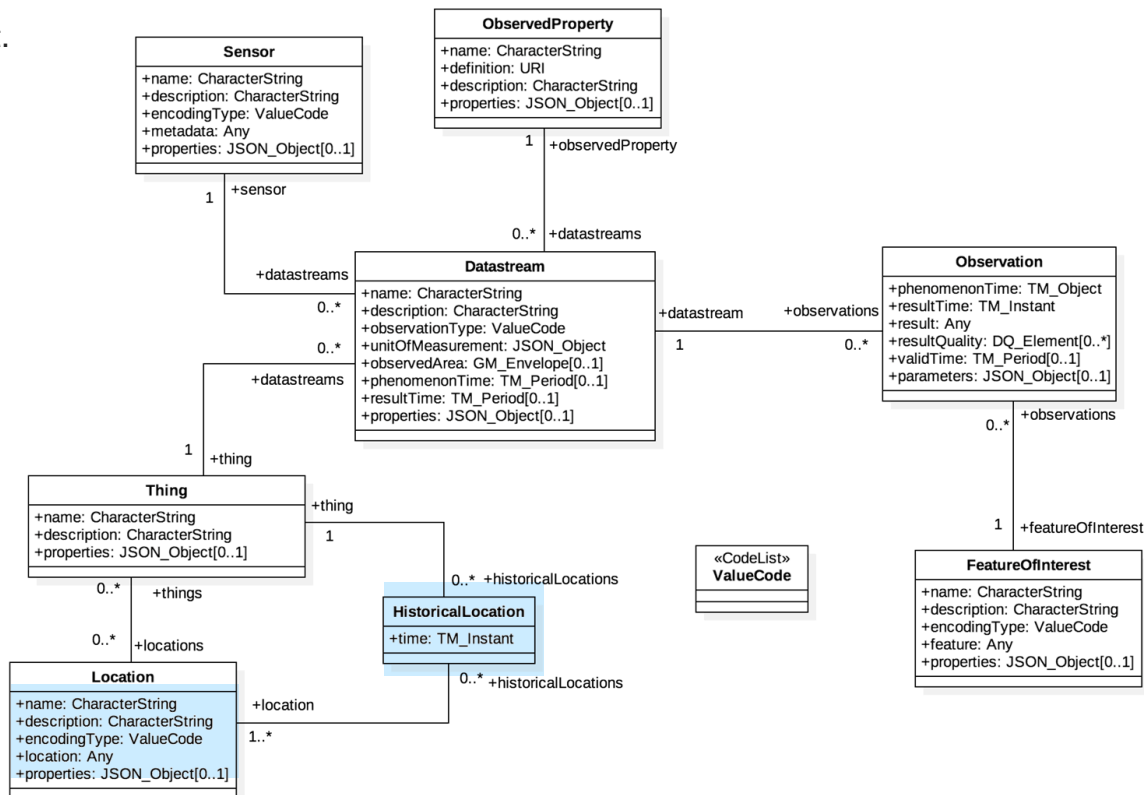 ObservedProperty
+name: CharacterString
+definition: URI
+description: CharacterString
+properties: JSON_Object[0..1]
Sensor
+name: CharacterString
+description: CharacterString
+encodingType: ValueCode
+metadata: Any
+properties: JSON_Object[0..1]
1
+observedProperty
1
+sensor
0..*
+datastreams
+datastreams
0..*
Datastream
+name: CharacterString
+description: CharacterString
+observationType: ValueCode
+unitOfMeasurement: JSON_Object
+observedArea: GM_Envelope[0..1]
+phenomenonTime: TM_Period[0..1]
+resultTime: TM_Period[0..1]
+properties: JSON_Object[0..1]
+datastream
1
+observations
0..*
Observation
+phenomenonTime: TM_Object
+resultTime: TM_Instant
+result: Any
+resultQuality: DQ_Element[0..*]
+validTime: TM_Period[0..1]
+parameters: JSON_Object[0..1]
0..*
+datastreams
0..*
+observations
1
+thing
Thing
+name: CharacterString
+description: CharacterString
+properties: JSON_Object[0..1]
+thing
1
0..*
+things
0..*
+historicalLocations
HistoricalLocation
+time: TM_Instant
0..*
+historicalLocations
«CodeList»
ValueCode
1
+featureOfInterest
FeatureOfInterest
+name: CharacterString
+description: CharacterString
+encodingType: ValueCode
+feature: Any
+properties: JSON_Object[0..1]
0..*
+locations
Location
+name: CharacterString
+description: CharacterString
+encodingType: ValueCode
+location: Any
+properties: JSON_Object[0..1]
+location
1..*